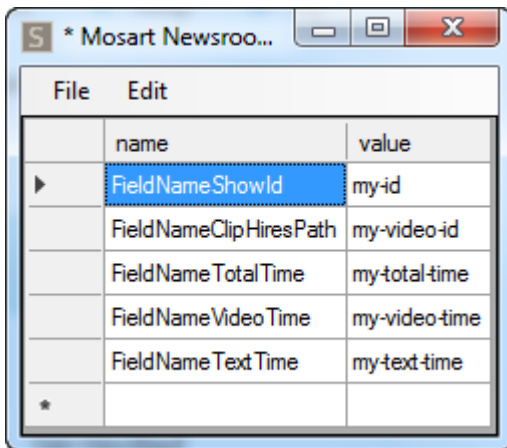 S * Mosart Newsroo...
File Edit
name value
FieldNameShowId my-id
FieldNameClipHiresPath my-video-id
FieldNameTotalTime my-total-time
FieldNameVideoTime my-video-time
FieldNameTextTime my-text-time
*